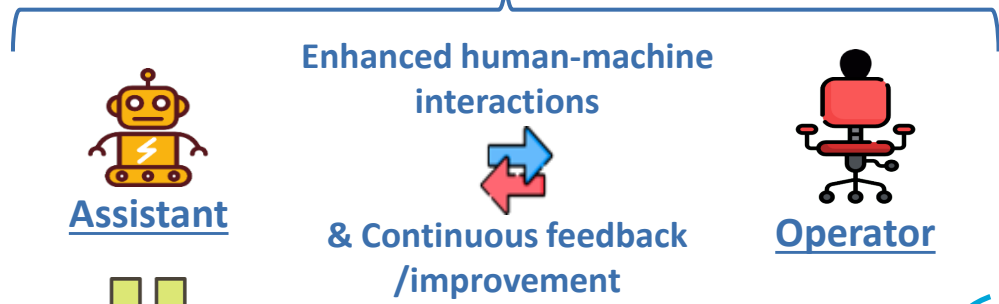 Enhanced human-machine
interactions
Assistant
Operator
& Continuous feedback
/improvement